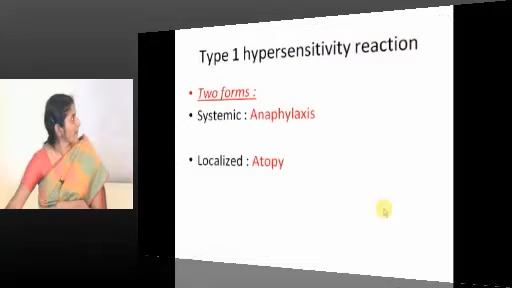 Type 1 hypersensitivity reaction
• Two forms :
• Systemic : Anaphylaxis
• Localized : Atopy